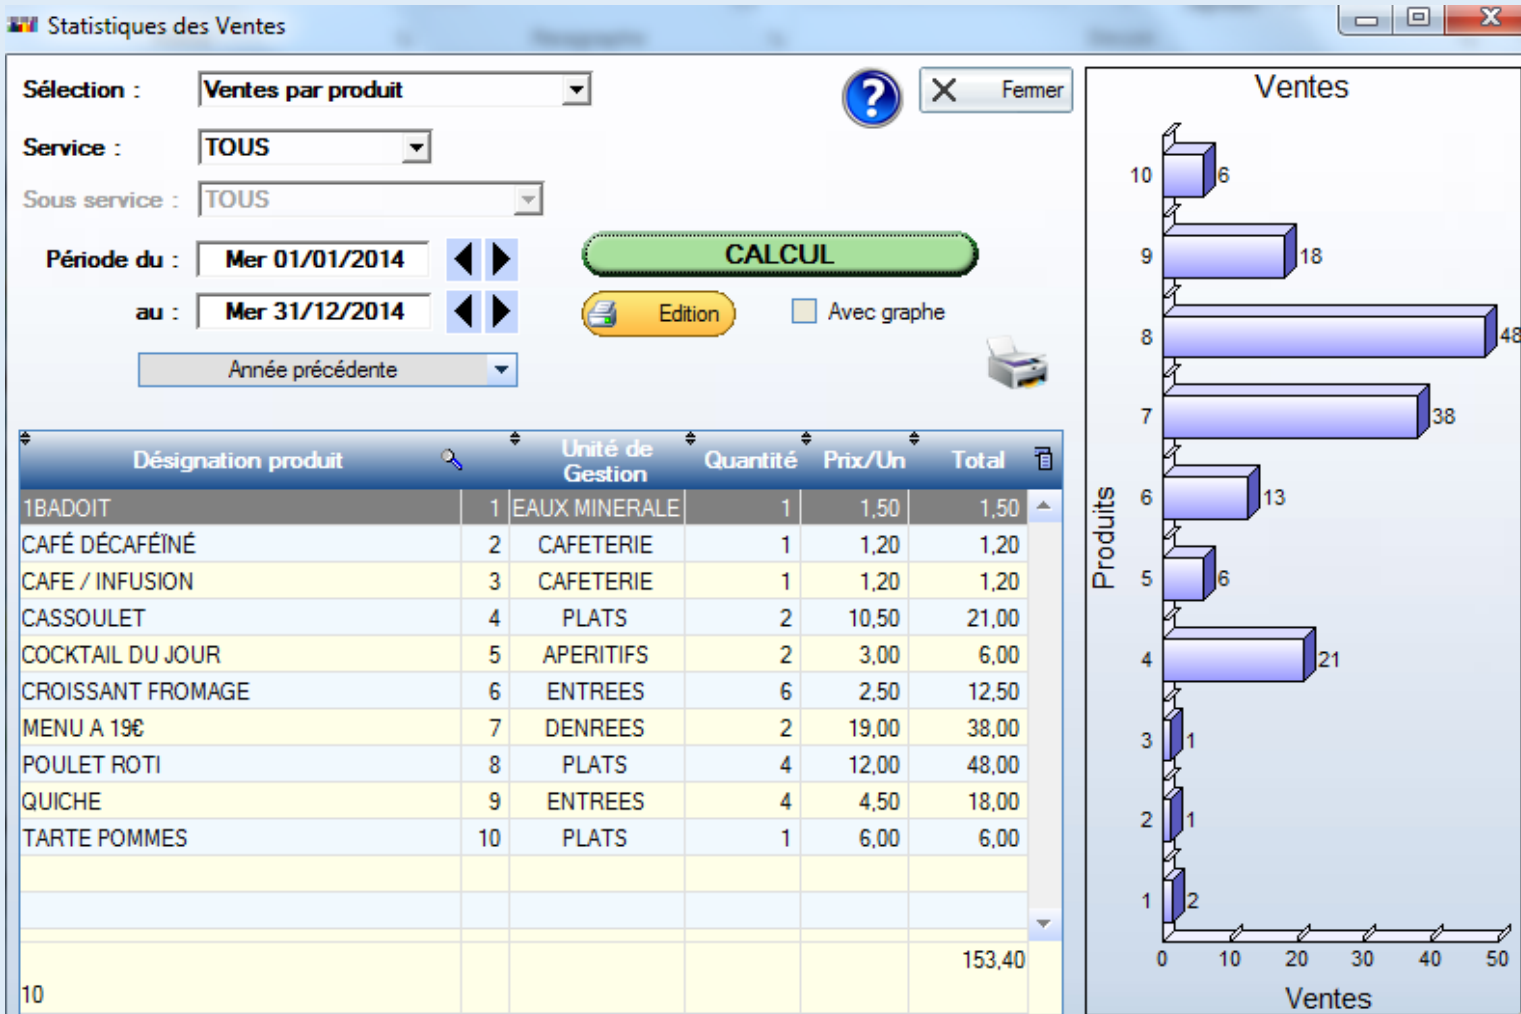 Statistiques des Ventes
Sélection : Ventes par produit
Fermer
Service : TOUS
Sous service : TOUS
Période du : Mer 01/01/2014
CALCUL
au : Mer 31/12/2014
Edition
Avec graphe
Année précédente
Désignation produit Unité de Gestion Quantité Prix/Un Total
1BADOIT 1 EAUX MINERALE 1 1,50 1,50
CAFÉ DÉCAFÉÏNÉ 2 CAFETERIE 1 1,20 1,20
CAFE / INFUSION 3 CAFETERIE 1 1,20 1,20
CASSOULET 4 PLATS 2 10,50 21,00
COCKTAIL DU JOUR 5 APERITIFS 2 3,00 6,00
CROISSANT FROMAGE 6 ENTREES 6 2,50 12,50
MENU A 19€ 7 DENREES 2 19,00 38,00
POULET ROTI 8 PLATS 4 12,00 48,00
QUICHE 9 ENTREES 4 4,50 18,00
TARTE POMMES 10 PLATS 1 6,00 6,00
153,40
10
Ventes
10 6
9 18
8 48
7 38
6 13
5 6
4 21
3 1
2 1
1 2
Produits
0 10 20 30 40 50
Ventes